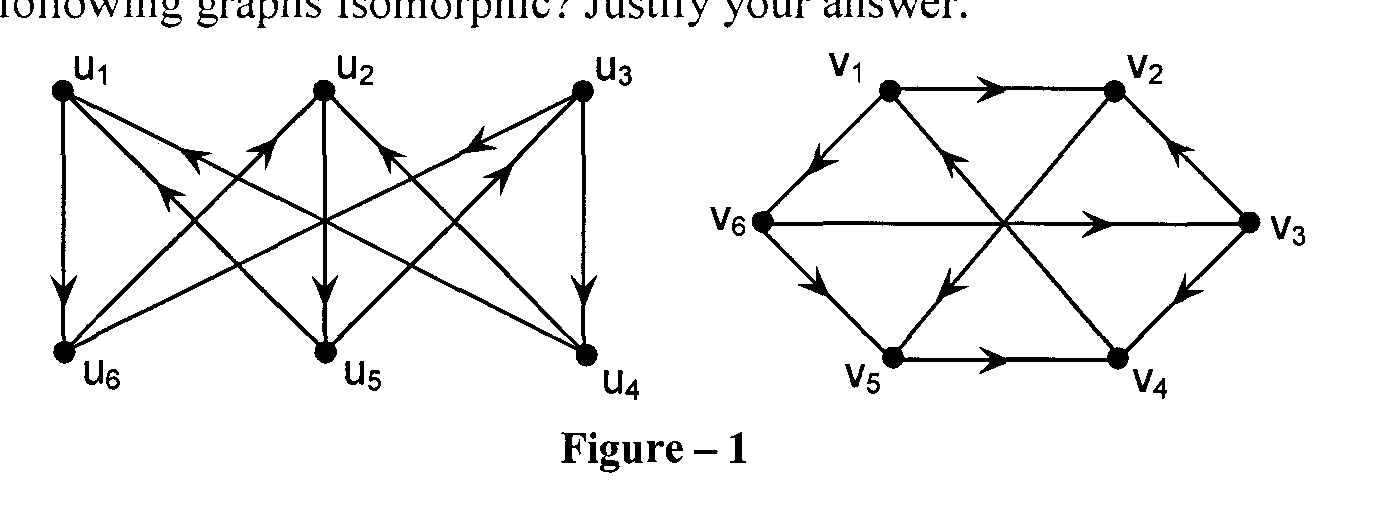 following graphs isomorphic? Justify your answer.
u1 u2 u3 v1 v2
v6 v3
u6 u5 u4 v5 v4
Figure – 1